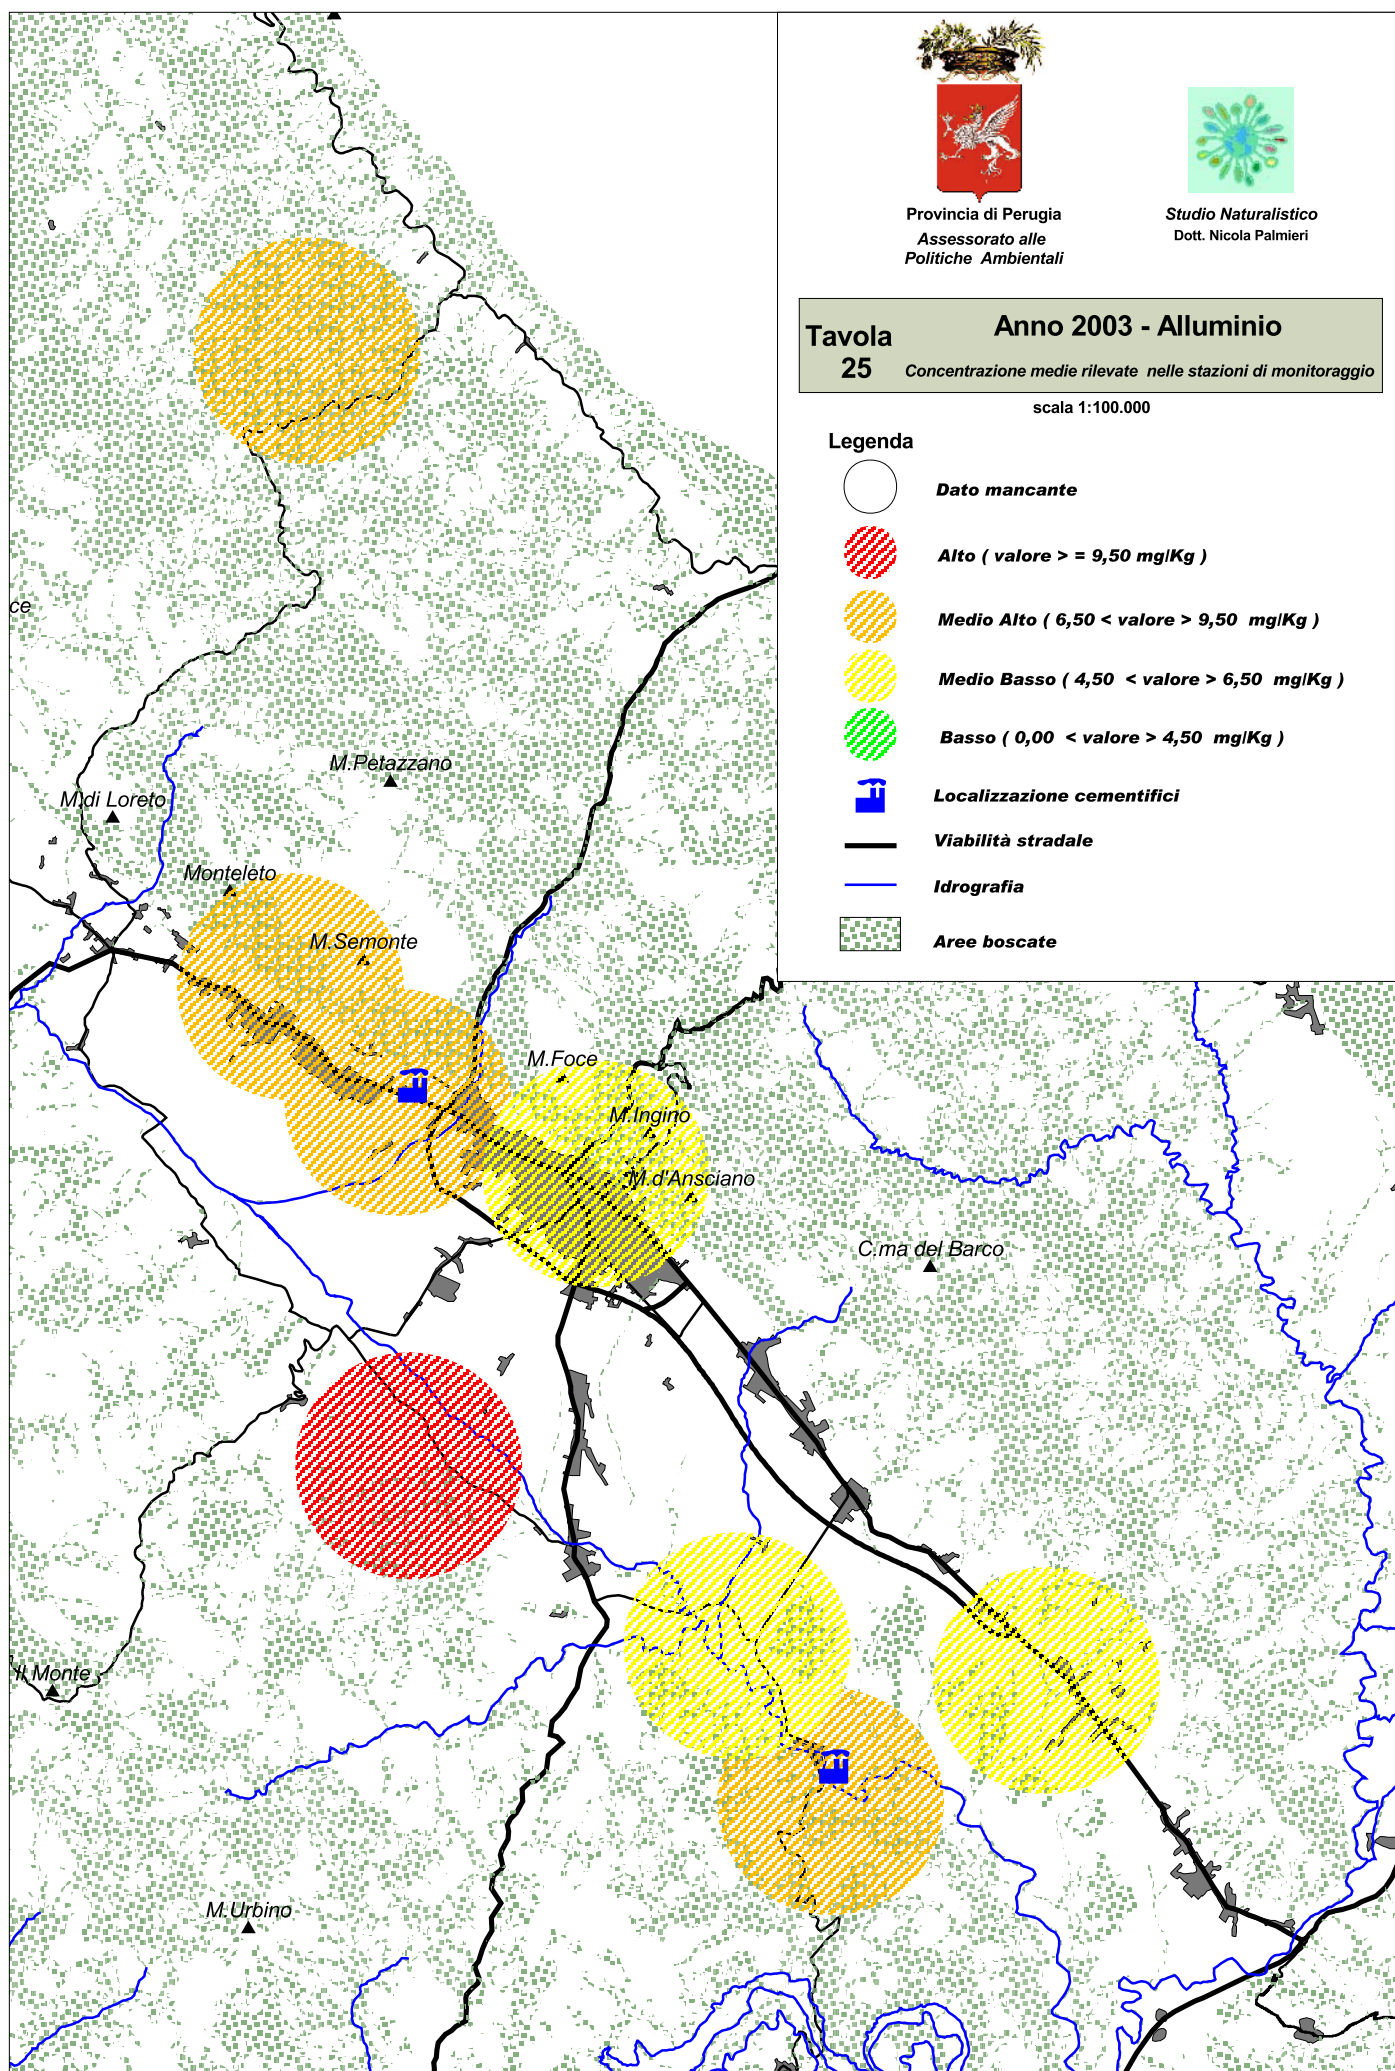 Provincia di Perugia
Assessorato alle
Politiche Ambientali
Studio Naturalistico
Dott. Nicola Palmieri
Tavola
25
Anno 2003 - Alluminio
Concentrazione medie rilevate nelle stazioni di monitoraggio
scala 1:100.000
Legenda
Dato mancante
Alto ( valore > = 9,50 mg/Kg )
Medio Alto ( 6,50 < valore > 9,50 mg/Kg )
Medio Basso ( 4,50 < valore > 6,50 mg/Kg )
Basso ( 0,00 < valore > 4,50 mg/Kg )
Localizzazione cementifici
Viabilità stradale
Idrografia
Aree boscate
ce
M.Petazzano
M.di Loreto
Monteleto
M.Semonte
M.Foce
M.Ingino
M.d'Ansciano
C.ma del Barco
Il Monte
M.Urbino